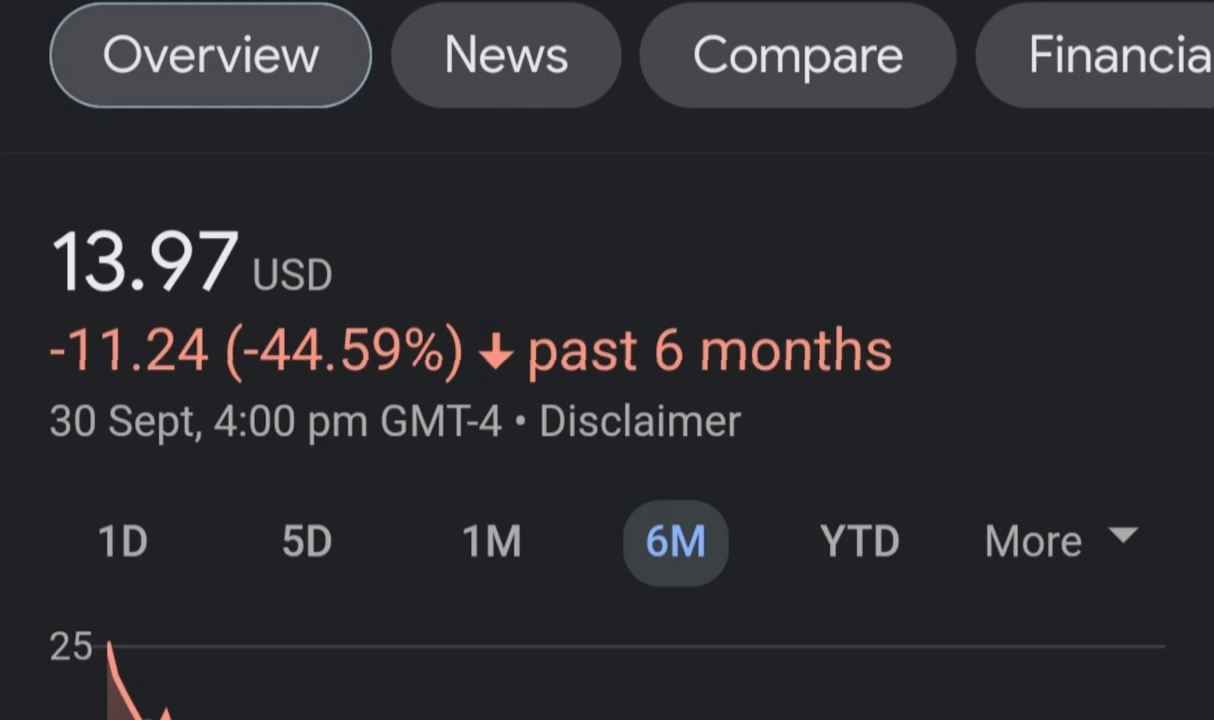 Overview News Compare Financia
13.97 USD
-11.24 (-44.59%) ↓ past 6 months
30 Sept, 4:00 pm GMT-4 • Disclaimer
1D 5D 1M 6M YTD More
25